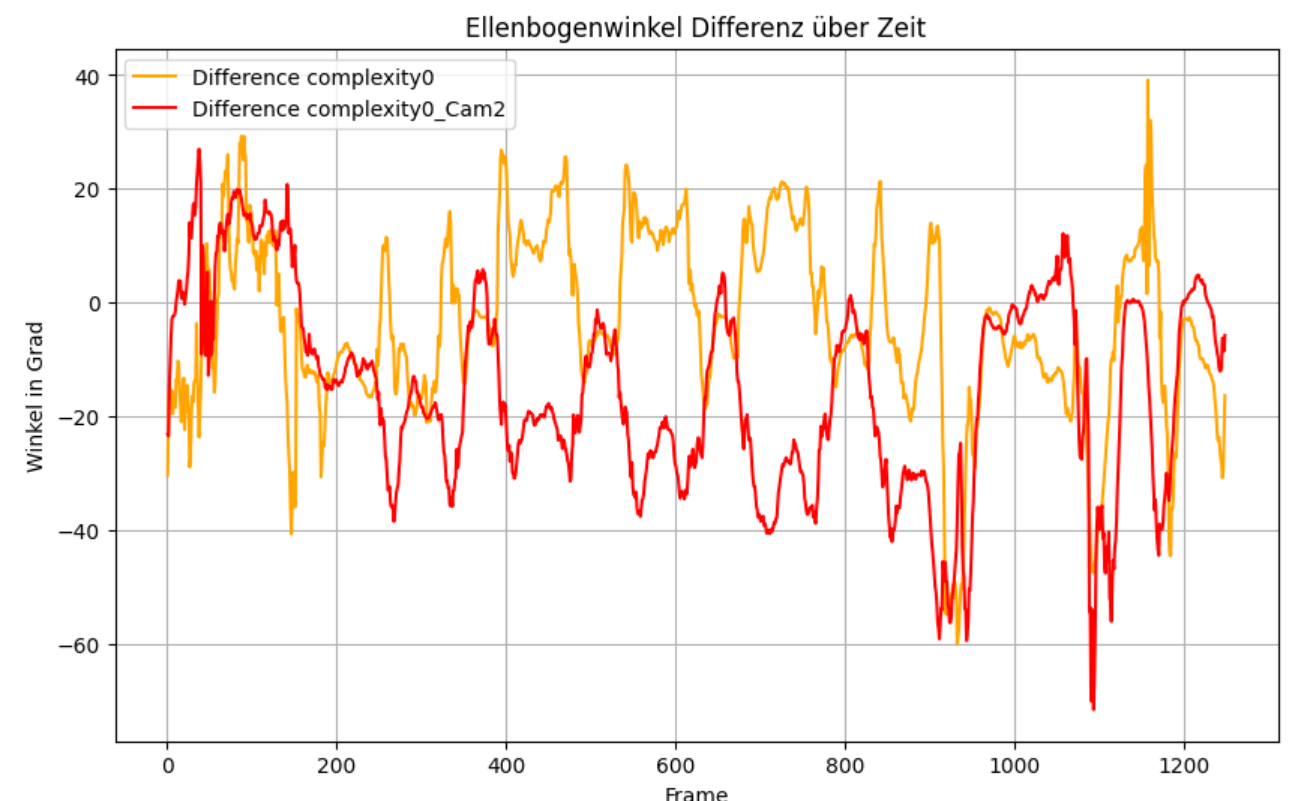 Ellenbogenwinkel Differenz über Zeit
Difference complexity0
Difference complexity0_Cam2
Winkel in Grad
40
20
0
−20
−40
−60
0 200 400 600 800 1000 1200
Frame